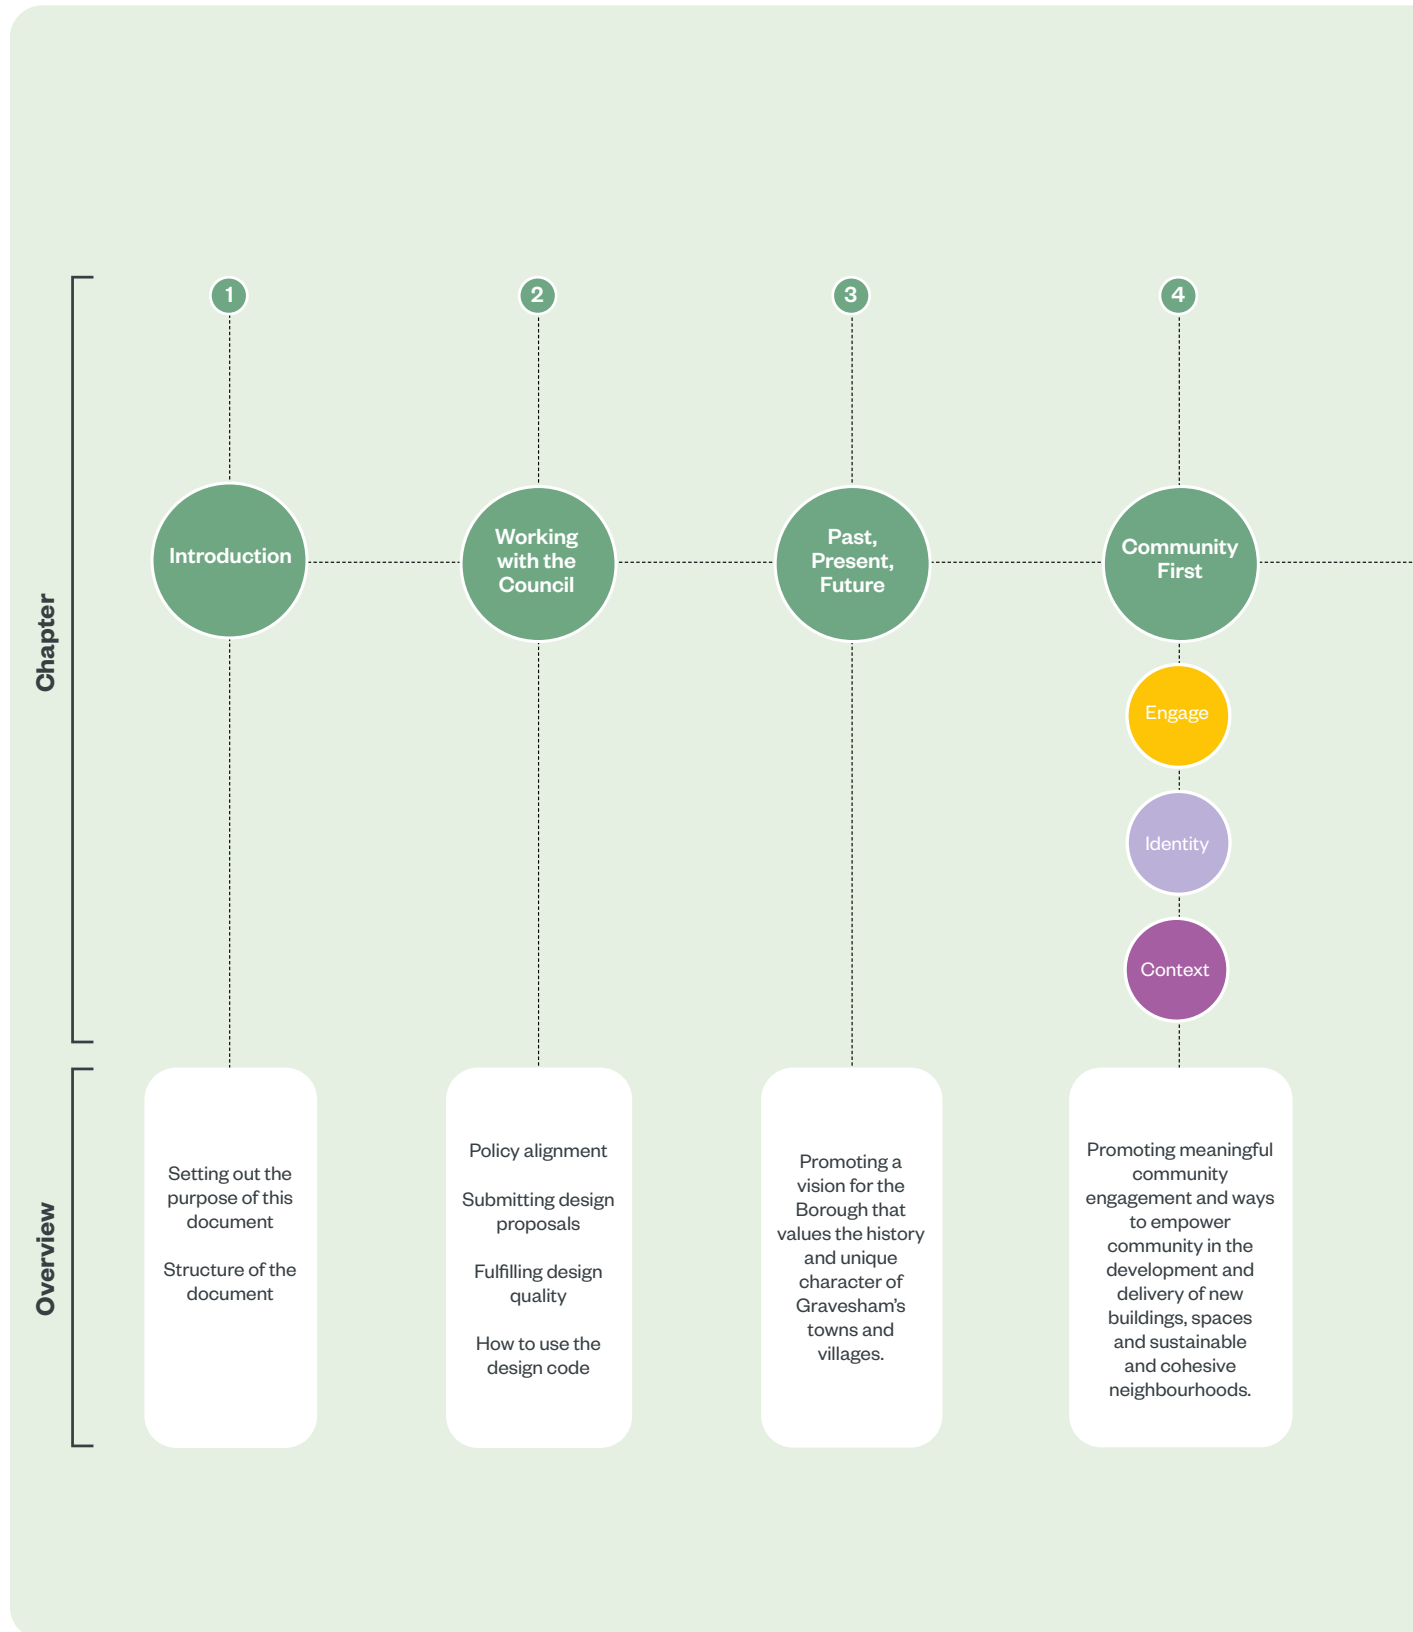 Chapter
1
Introduction
2
Working
with the
Council
3
Past,
Present,
Future
4
Community
First
Engage
Identity
Context
Overview
Setting out the
purpose of this
document
Structure of the
document
Policy alignment
Submitting design
proposals
Fulfilling design
quality
How to use the
design code
Promoting a
vision for the
Borough that
values the history
and unique
character of
Gravesham’s
towns and
villages.
Promoting meaningful
community
engagement and ways
to empower
community in the
development and
delivery of new
buildings, spaces
and sustainable
and cohesive
neighbourhoods.